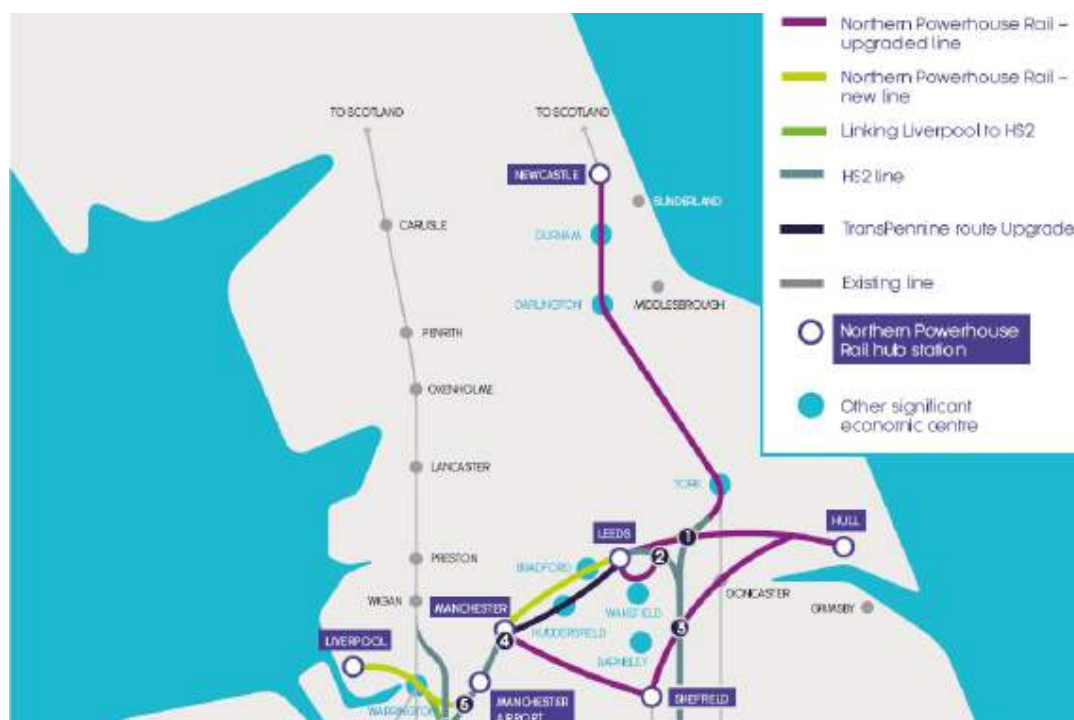 Northern Powerhouse Rail –
upgraded line
Northern Powerhouse Rail –
new line
Linking Liverpool to HS2
HS2 line
TransPennine route Upgrade
Existing line
Northern Powerhouse
Rail hub station
Other significant
economic centre
TO SCOTLAND
TO SCOTLAND
NEWCASTLE
SUNDERLAND
CARLISLE
DURHAM
MIDDLESBROUGH
DARLINGTON
PENRITH
OXENHOLME
LANCASTER
YORK
HULL
LEEDS
1
2
PRESTON
BRADFORD
WIGAN
MANCHESTER
WAKEFIELD
DONCASTER
GRIMSBY
HUDDERSFIELD
3
4
LIVERPOOL
BARNSLEY
SHEFFIELD
WARRINGTON
5
MANCHESTER
AIRPORT